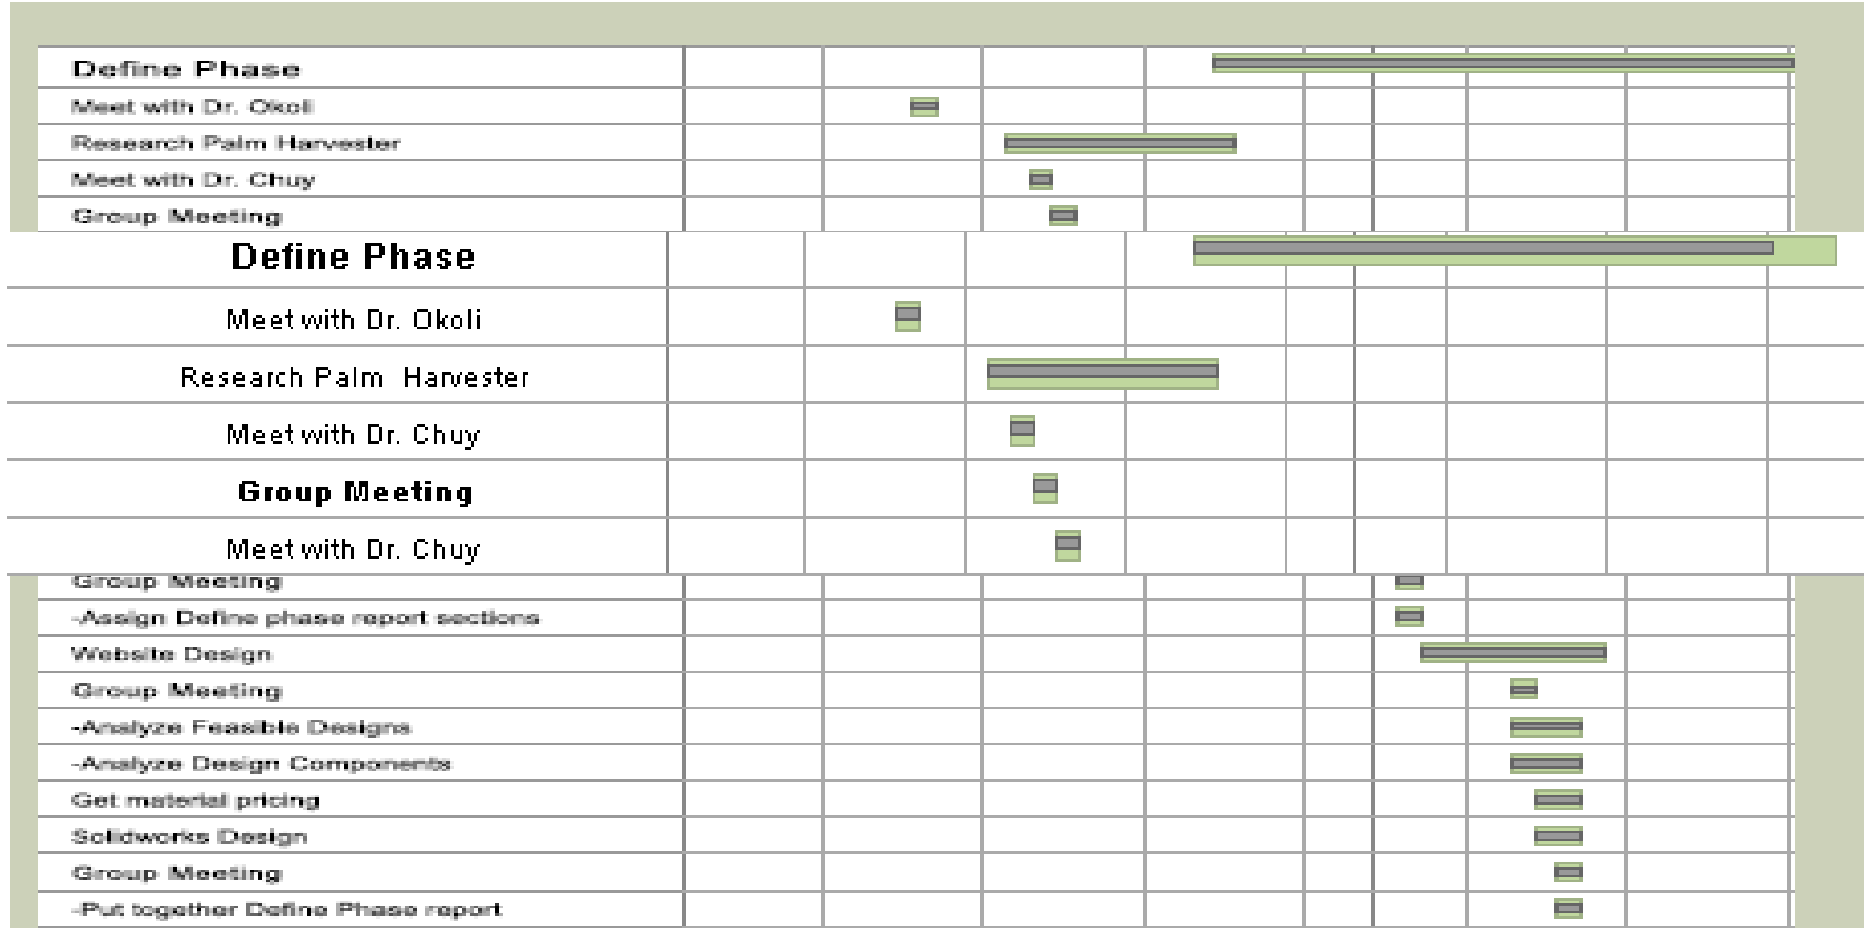 Define Phase
Meet with Dr. Okoli
Research Palm Harvester
Meet with Dr. Chuy
Group Meeting
Define Phase
Meet with Dr. Okoli
Research Palm Harvester
Meet with Dr. Chuy
Group Meeting
Meet with Dr. Chuy
Group Meeting
-Assign Define phase report sections
Website Design
Group Meeting
-Analyze Feasible Designs
-Analyze Design Components
Get material pricing
Solidworks Design
Group Meeting
-Put together Define Phase report